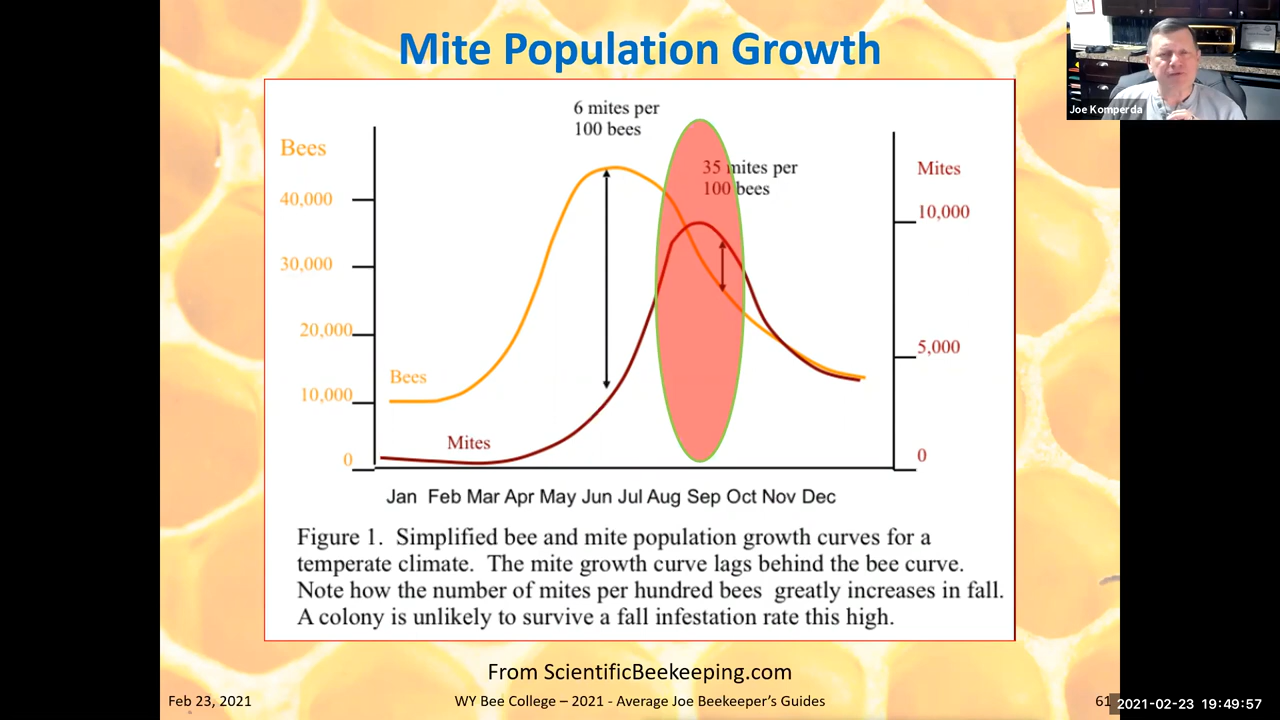 Mite Population Growth
Joe Komperda
6 mites per
100 bees
Bees
35 mites per
100 bees
Mites
40,000
10,000
30,000
20,000
5,000
Bees
10,000
Mites
0
0
Jan Feb Mar Apr May Jun Jul Aug Sep Oct Nov Dec
Figure 1. Simplified bee and mite population growth curves for a
temperate climate. The mite growth curve lags behind the bee curve.
Note how the number of mites per hundred bees greatly increases in fall.
A colony is unlikely to survive a fall infestation rate this high.
From ScientificBeekeeping.com
Feb 23, 2021
WY Bee College – 2021 - Average Joe Beekeeper's Guides
61
2021-02-23 19:49:57